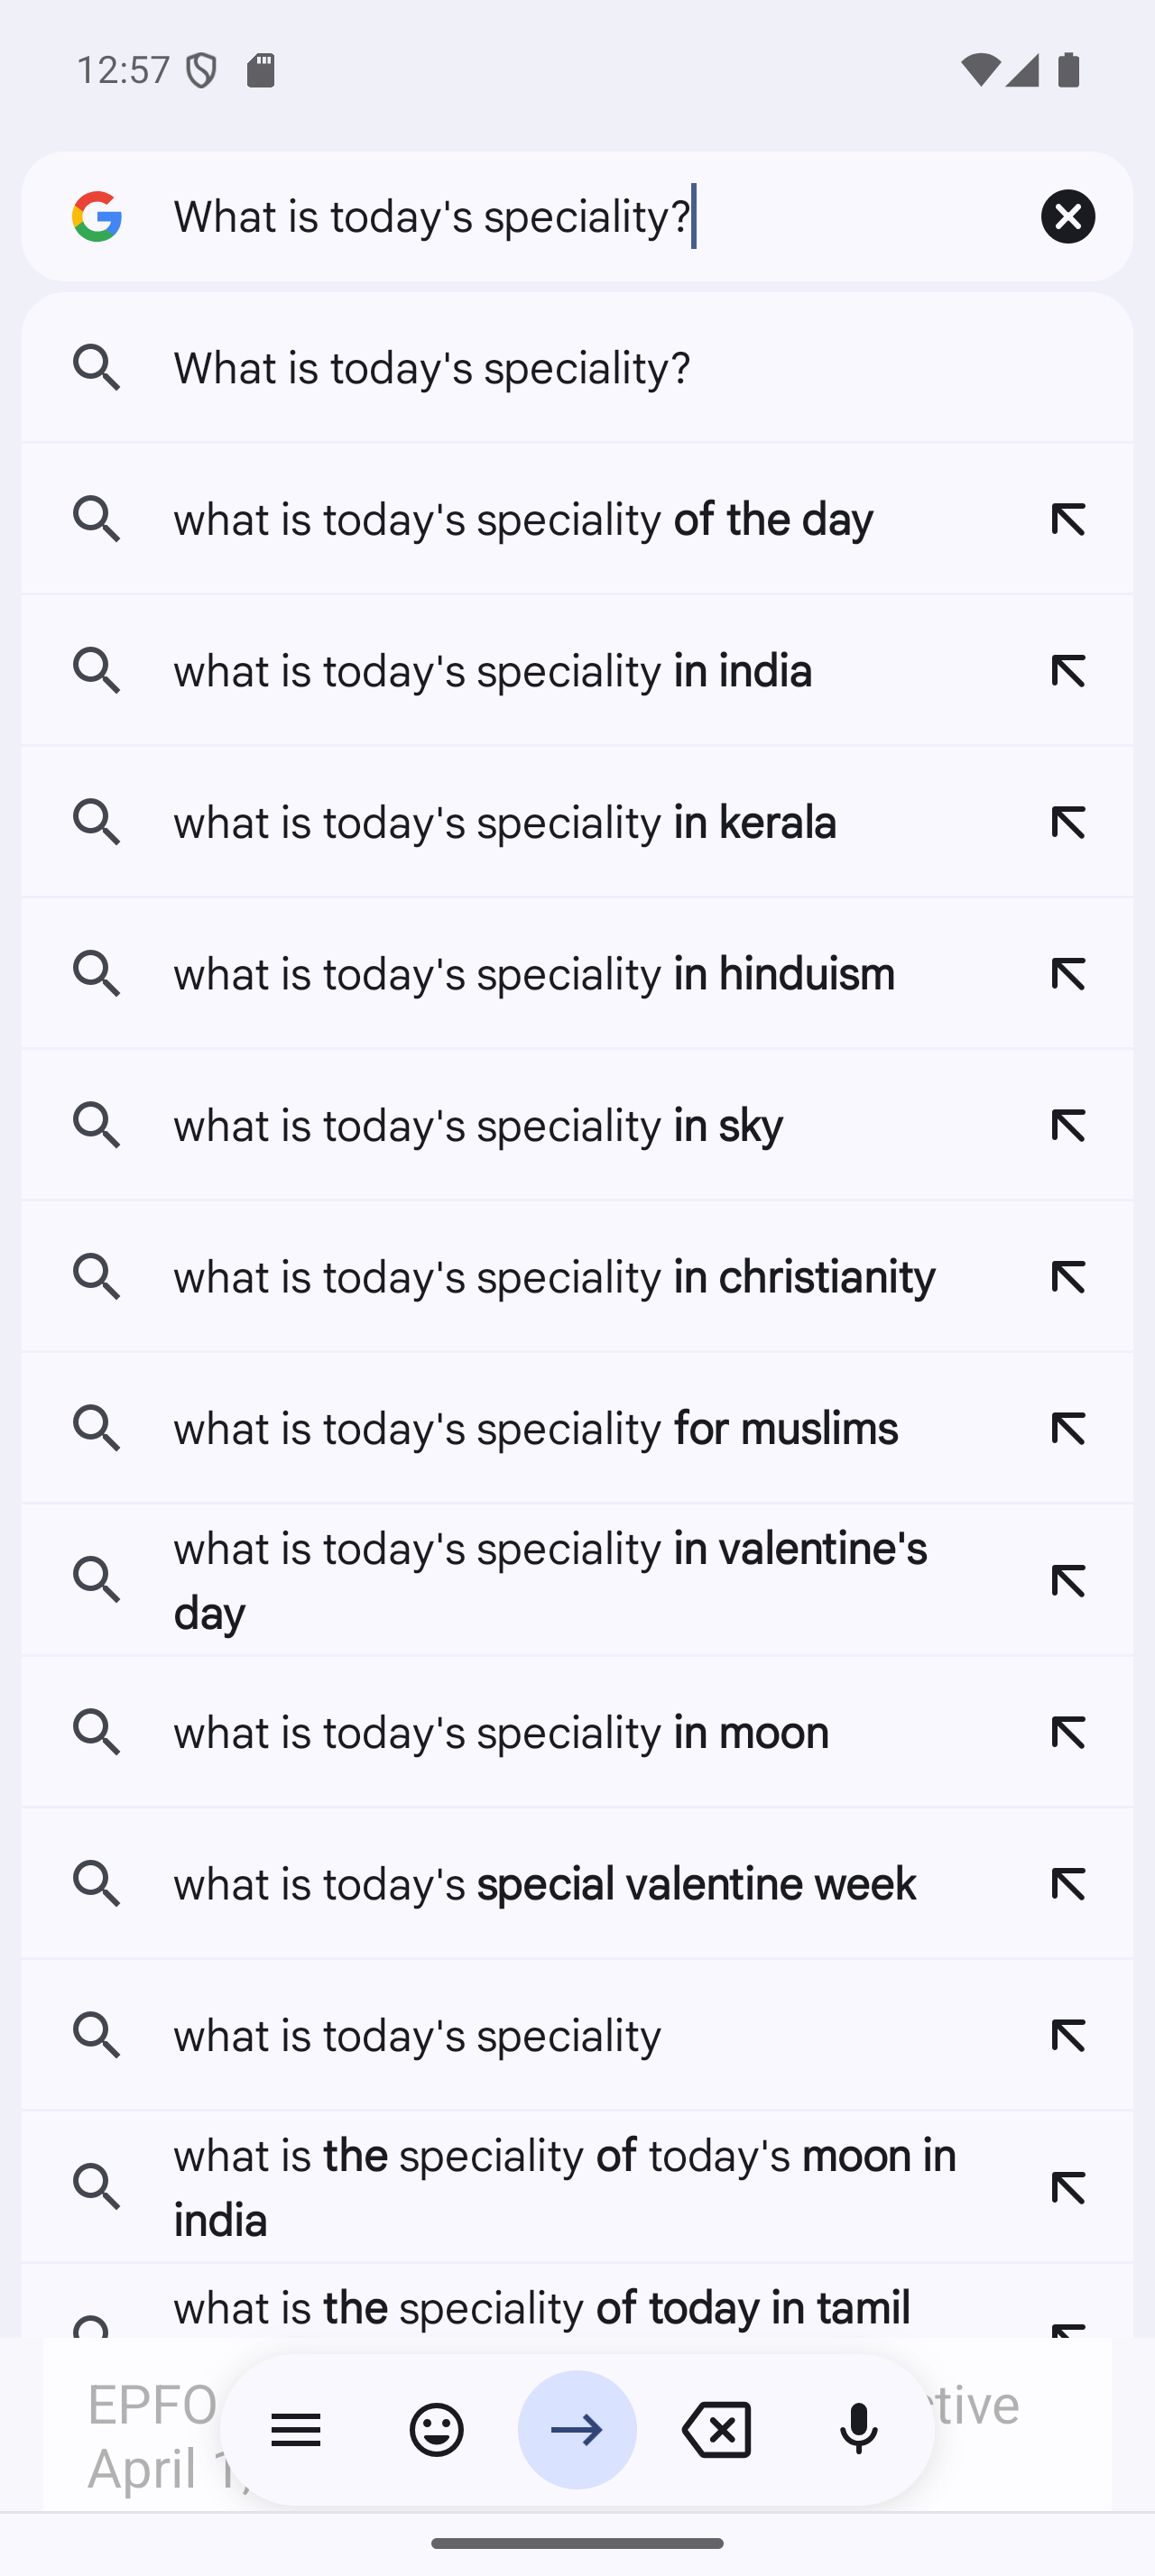 12:57
What is today's speciality?
What is today's speciality?
what is today's speciality of the day
what is today's speciality in india
what is today's speciality in kerala
what is today's speciality in hinduism
what is today's speciality in sky
what is today's speciality in christianity
what is today's speciality for muslims
what is today's speciality in valentine's
day
what is today's speciality in moon
what is today's special valentine week
what is today's speciality
what is the speciality of today's moon in
india
what is the speciality of today in tamil
EPFO
April